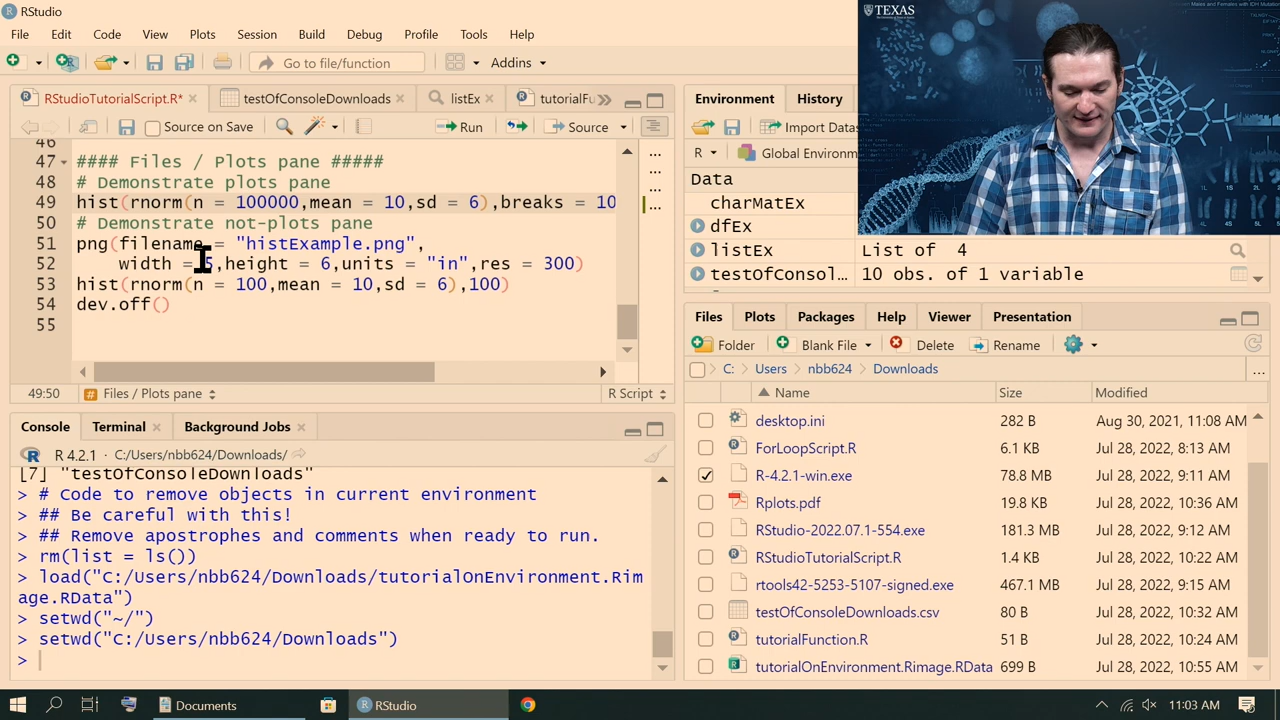 RStudio
TEXAS
File Edit Code View Plots Session Build Debug Profile Tools Help
Go to file/function Addins
RStudioTutorialScript.R* testOfConsoleDownloads listEx tutorialFu
Source on Save Run Source
46
47 #### Files / Plots pane #####
48 # Demonstrate plots pane
49 hist(rnorm(n = 100000,mean = 10,sd = 6),breaks = 10
50 # Demonstrate not-plots pane
51 png(filename = "histExample.png",
52 width = 5,height = 6,units = "in",res = 300)
53 hist(rnorm(n = 100,mean = 10,sd = 6),100)
54 dev.off()
55
49:50 Files / Plots pane R Script
Console Terminal Background Jobs
R 4.2.1 · C:/Users/nbb624/Downloads/
[7] "testOfConsoleDownloads"
> # Code to remove objects in current environment
> ## Be careful with this!
> ## Remove apostrophes and comments when ready to run.
> rm(list = ls())
> load("C:/Users/nbb624/Downloads/tutorialOnEnvironment.Rim
age.RData")
> setwd("~/")
> setwd("C:/Users/nbb624/Downloads")
>
Environment History
Import Datas
R Global Environm
Data
charMatEx
dfEx
listEx List of 4
testOfConsol… 10 obs. of 1 variable
Files Plots Packages Help Viewer Presentation
Folder Blank File Delete Rename
C: Users nbb624 Downloads
Name Size Modified
desktop.ini 282 B Aug 30, 2021, 11:08 AM
ForLoopScript.R 6.1 KB Jul 28, 2022, 8:13 AM
R-4.2.1-win.exe 78.8 MB Jul 28, 2022, 9:11 AM
Rplots.pdf 19.8 KB Jul 28, 2022, 10:36 AM
RStudio-2022.07.1-554.exe 181.3 MB Jul 28, 2022, 9:12 AM
RStudioTutorialScript.R 1.4 KB Jul 28, 2022, 10:22 AM
rtools42-5253-5107-signed.exe 467.1 MB Jul 28, 2022, 9:15 AM
testOfConsoleDownloads.csv 80 B Jul 28, 2022, 10:32 AM
tutorialFunction.R 51 B Jul 28, 2022, 10:24 AM
tutorialOnEnvironment.Rimage.RData 699 B Jul 28, 2022, 10:55 AM
Documents RStudio 11:03 AM